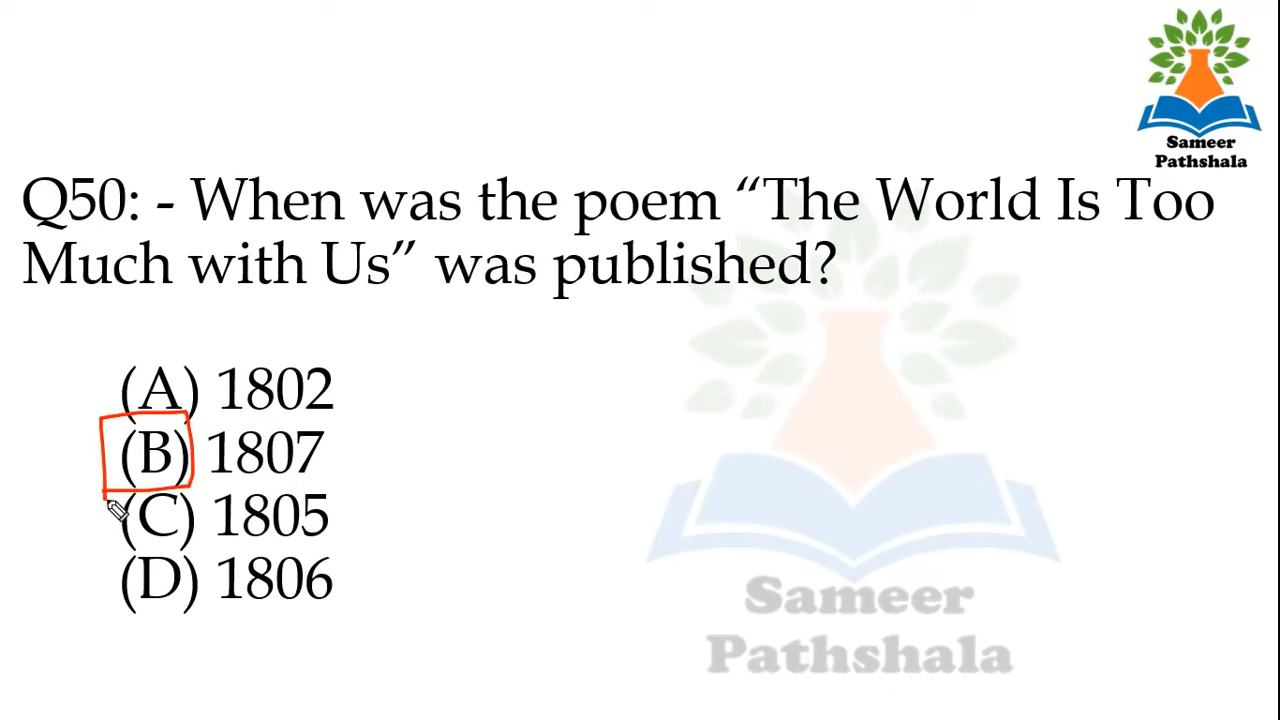 Sameer
Pathshala
Q50: - When was the poem “The World Is Too
Much with Us” was published?
(A) 1802
(B) 1807
(C) 1805
(D) 1806
Sameer
Pathshala